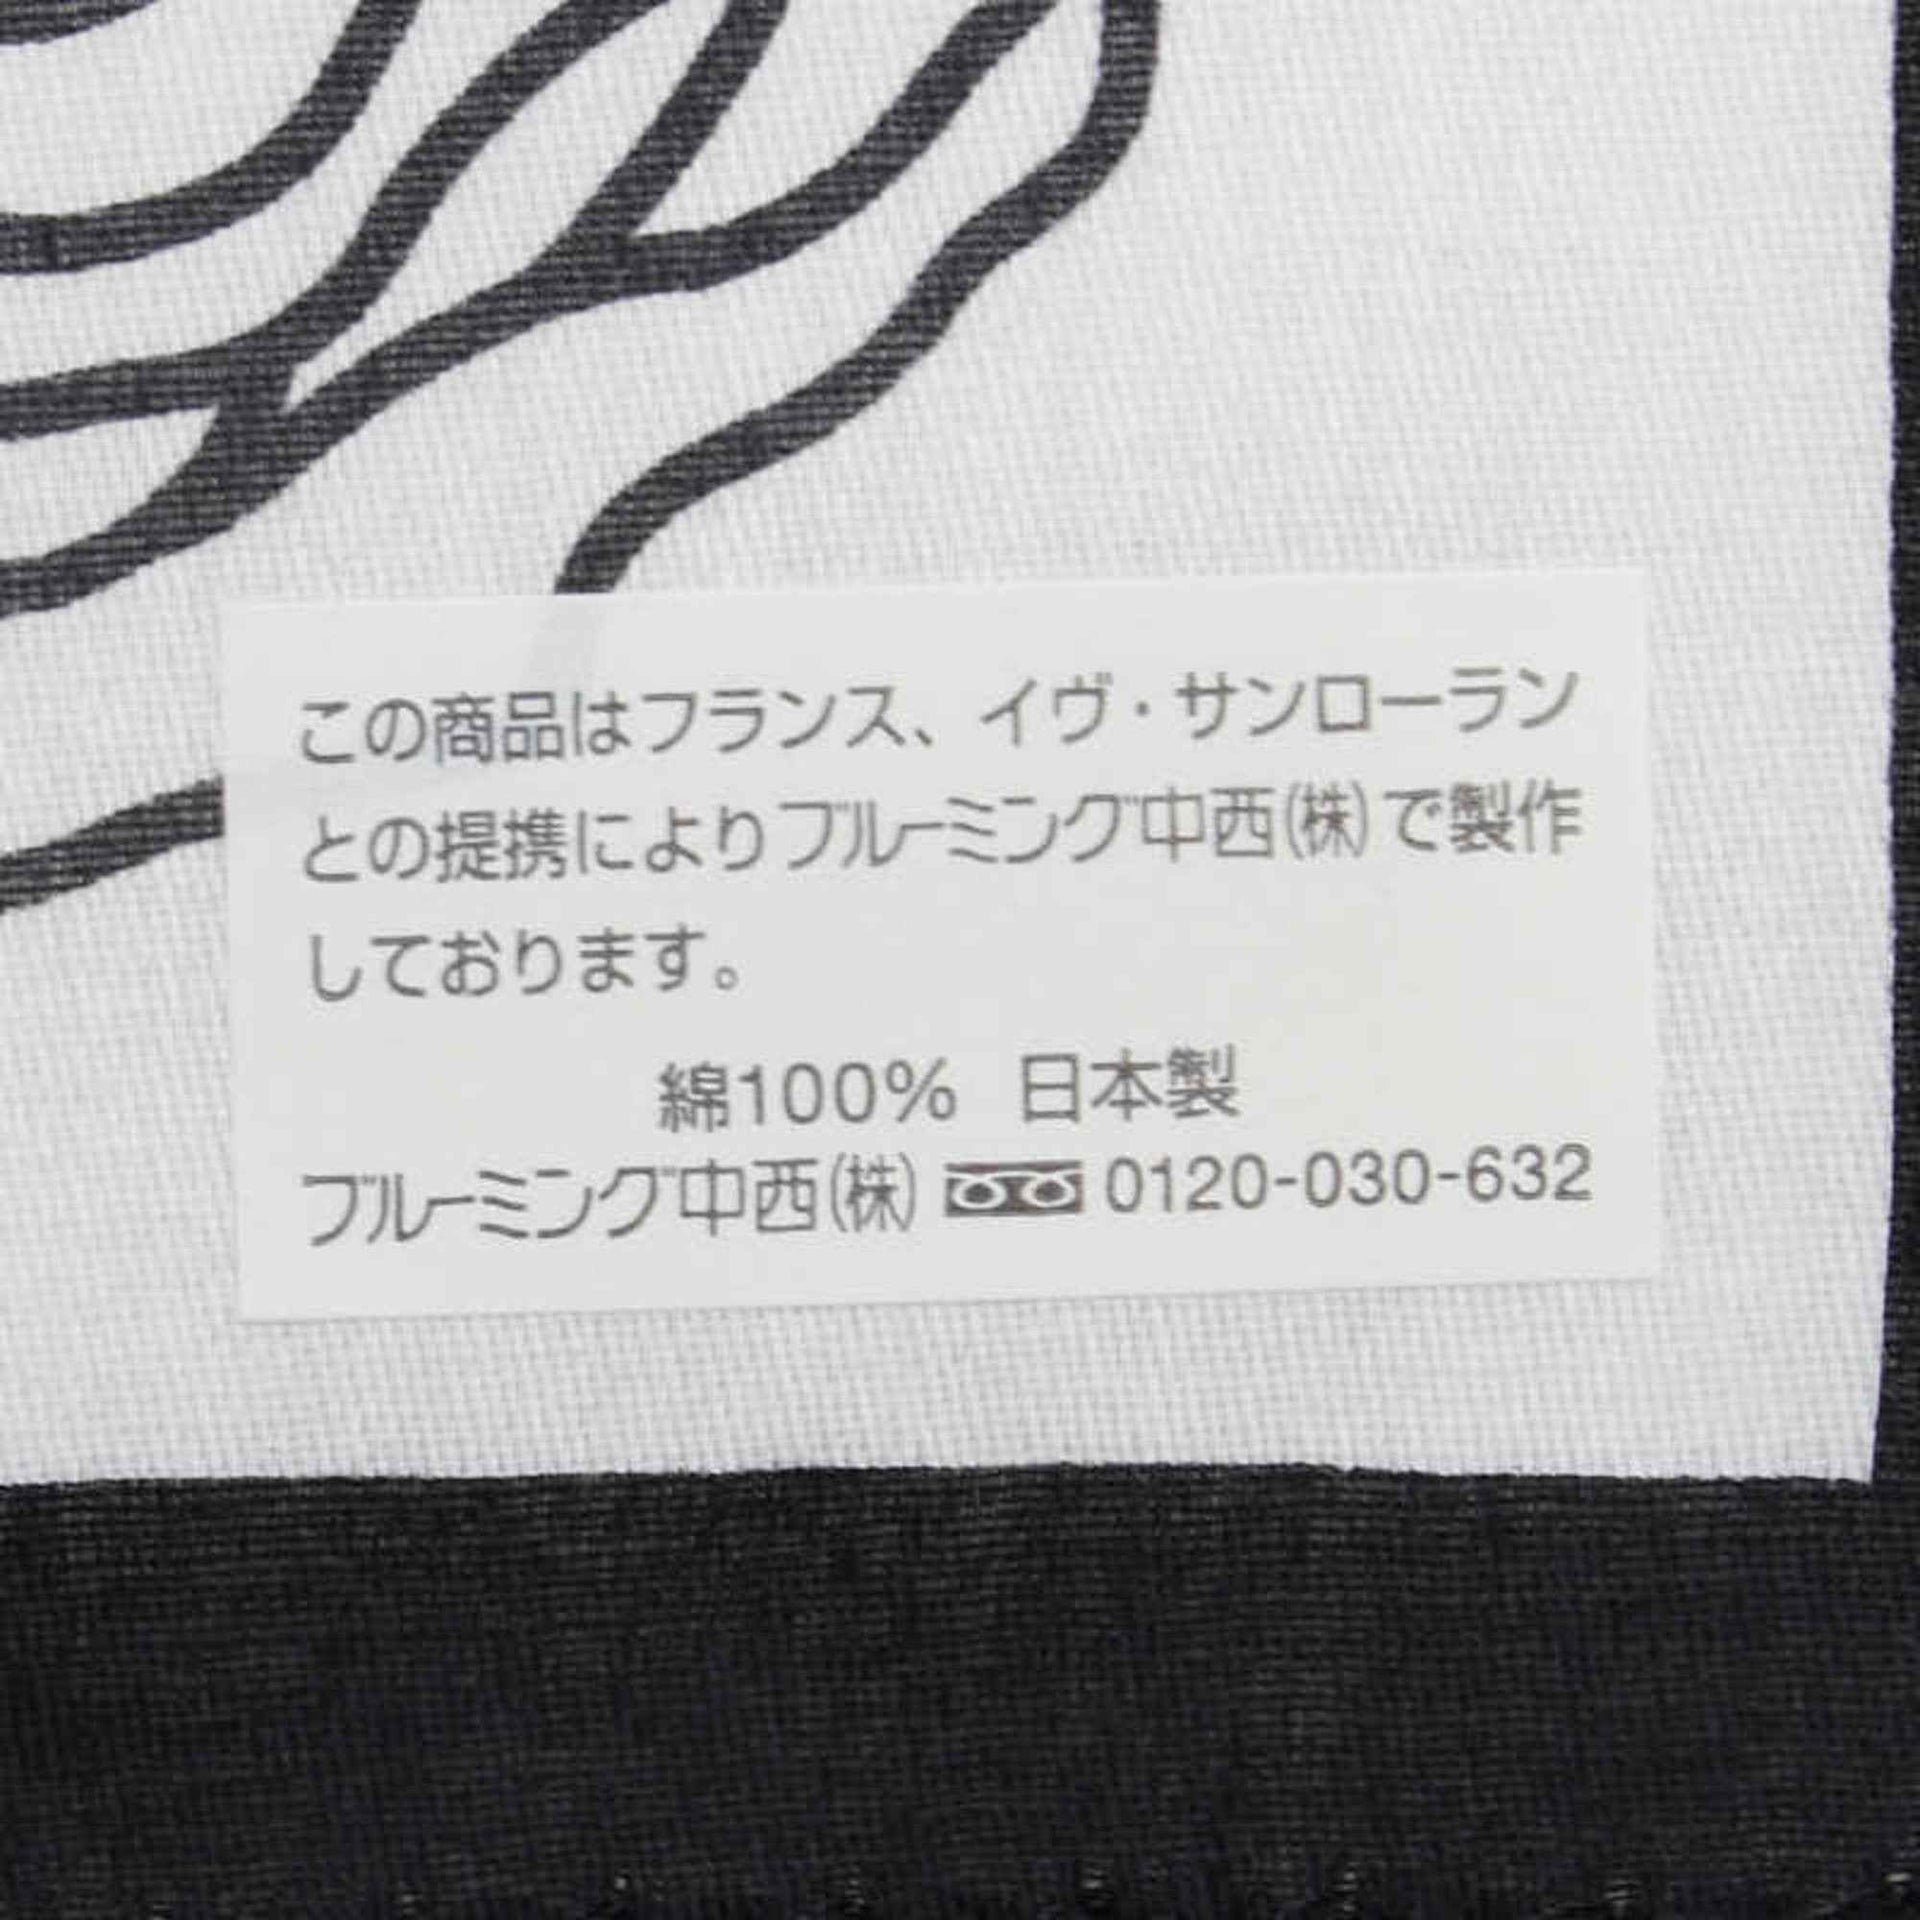 この商品はフランス、イヴ・サンローラン
との提携によりブルーミング中西(株)で製作
しております。
綿100% 日本製
ブルーミング中西(株) 0120-030-632